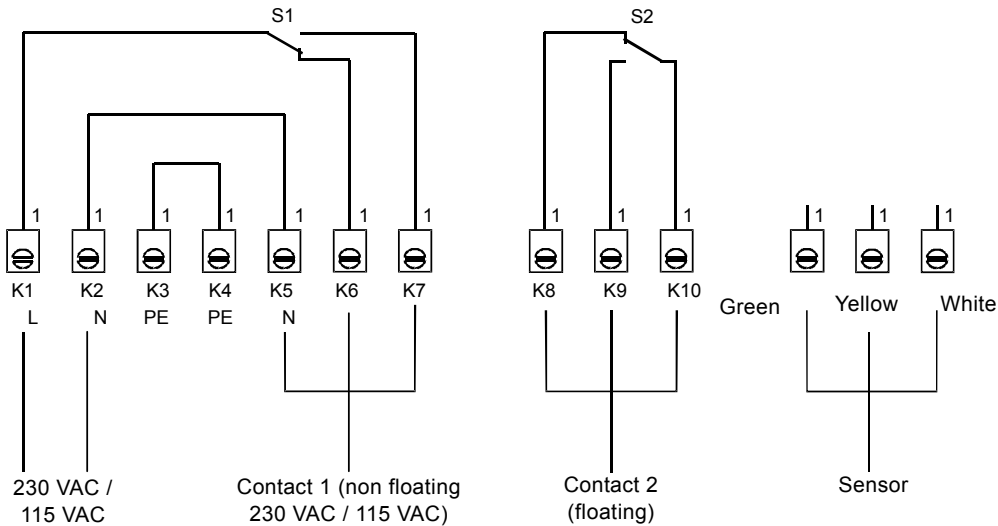 S1
S2
1 1 1 1 1 1 1 1 1 1 1 1 1
K1 K2 K3 K4 K5 K6 K7 K8 K9 K10
L N PE PE N
Green Yellow White
230 VAC /
115 VAC
Contact 1 (non floating
230 VAC / 115 VAC)
Contact 2
(floating)
Sensor